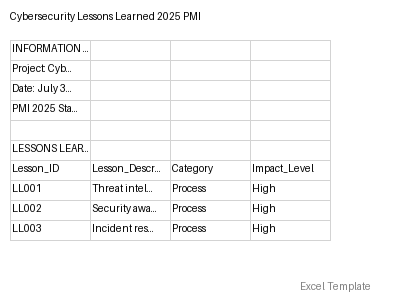 Cybersecurity Lessons Learned 2025 PMI
INFORMATION...
Project: Cyb...
Date: July 3...
PMI 2025 Sta...
LESSONS LEAR...
Lesson_ID Lesson_Descr... Category Impact_Level
LL001 Threat intel... Process High
LL002 Security awa... Process High
LL003 Incident res... Process High
Excel Template